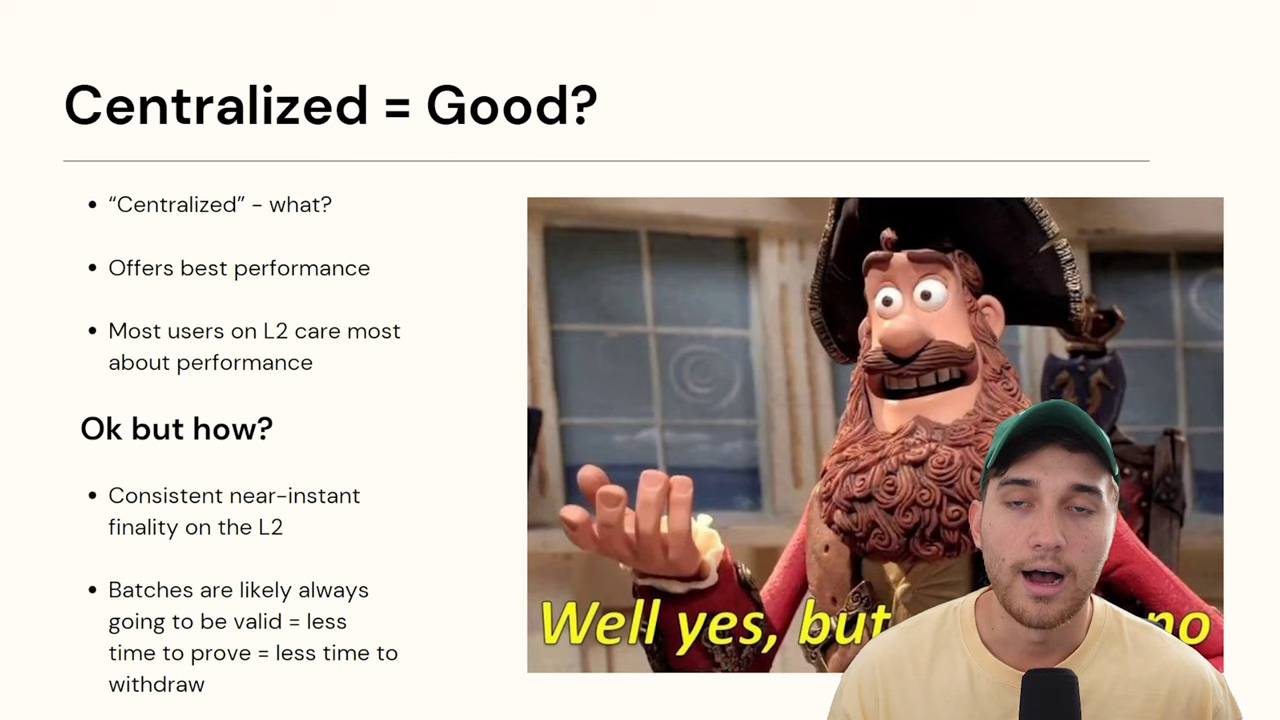 Centralized = Good?
• “Centralized” - what?
• Offers best performance
• Most users on L2 care most
about performance
Ok but how?
• Consistent near-instant
finality on the L2
• Batches are likely always
going to be valid = less
time to prove = less time to
withdraw
Well yes, but no